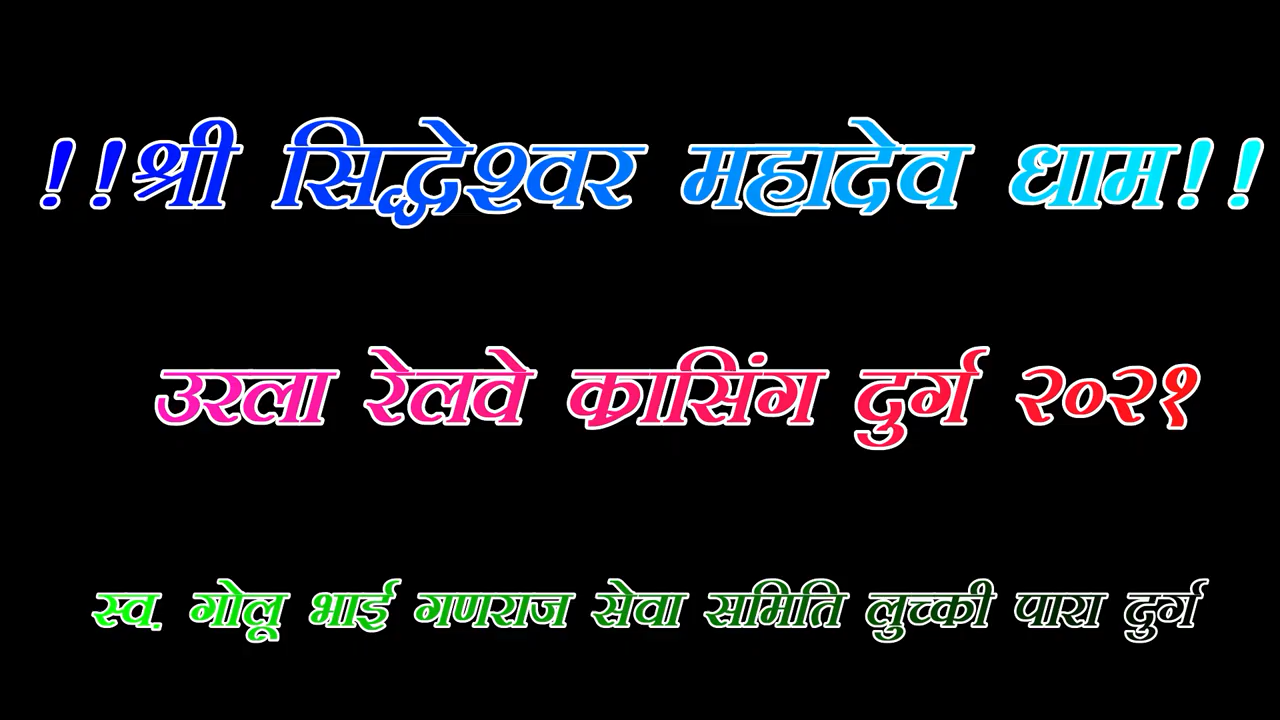 !!श्री सिद्धेश्वर महादेव धाम!!
उरला रेलवे क्रासिंग दुर्ग २०२१
स्व. गोलू भाई गणराज सेवा समिति लुच्की पारा दुर्ग